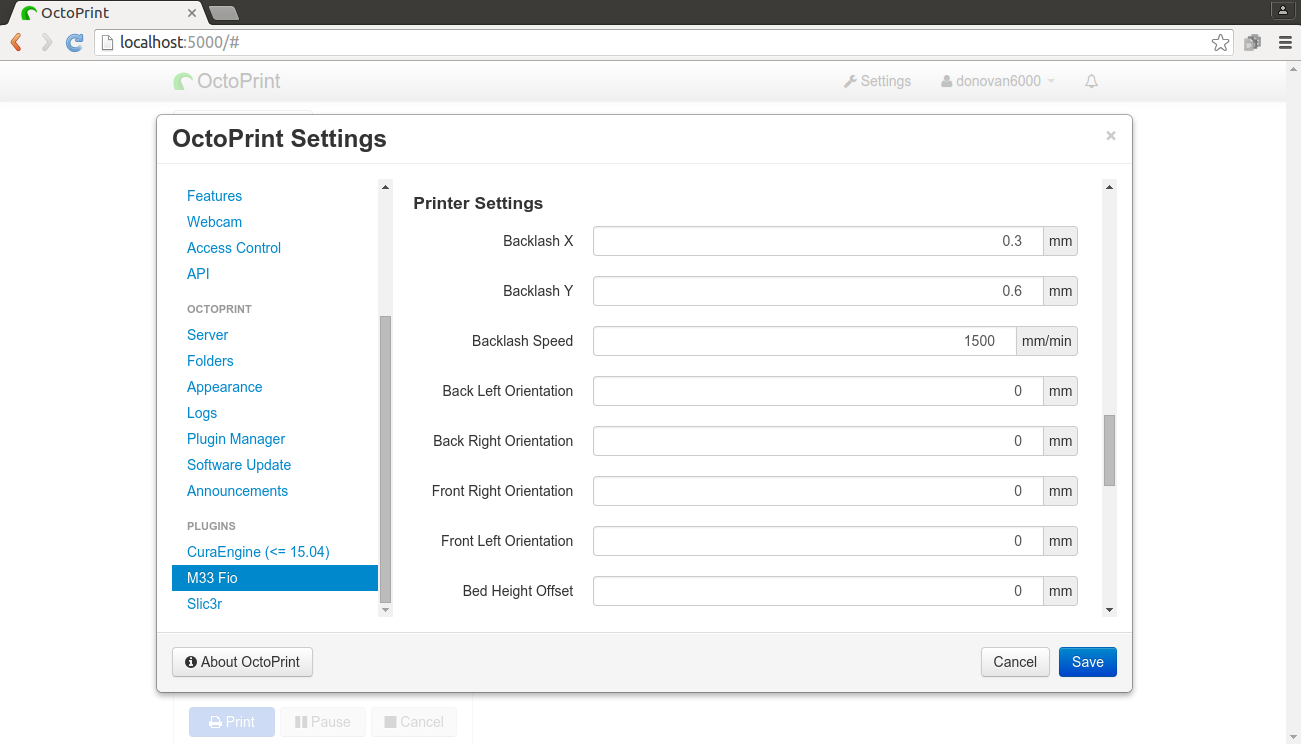 OctoPrint
localhost:5000/#
OctoPrint
Settings
donovan6000
OctoPrint Settings
Features
Webcam
Access Control
API
OCTOPRINT
Server
Folders
Appearance
Logs
Plugin Manager
Software Update
Announcements
PLUGINS
CuraEngine (<= 15.04)
M33 Fio
Slic3r
Printer Settings
Backlash X 0.3 mm
Backlash Y 0.6 mm
Backlash Speed 1500 mm/min
Back Left Orientation 0 mm
Back Right Orientation 0 mm
Front Right Orientation 0 mm
Front Left Orientation 0 mm
Bed Height Offset 0 mm
About OctoPrint
Cancel
Save
Print
Pause
Cancel